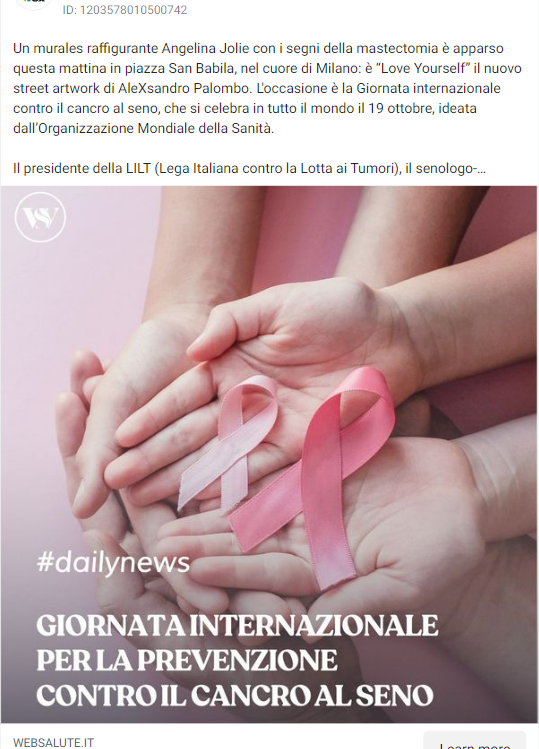 ID: 1203578010500742
Un murales raffigurante Angelina Jolie con i segni della mastectomia è apparso
questa mattina in piazza San Babila, nel cuore di Milano: è “Love Yourself” il nuovo
street artwork di AleXsandro Palombo. L'occasione è la Giornata internazionale
contro il cancro al seno, che si celebra in tutto il mondo il 19 ottobre, ideata
dall'Organizzazione Mondiale della Sanità.
Il presidente della LILT (Lega Italiana contro la Lotta ai Tumori), il senologo-...
#dailynews
GIORNATA INTERNAZIONALE
PER LA PREVENZIONE
CONTRO IL CANCRO AL SENO
WEBSALUTE.IT
Learn more